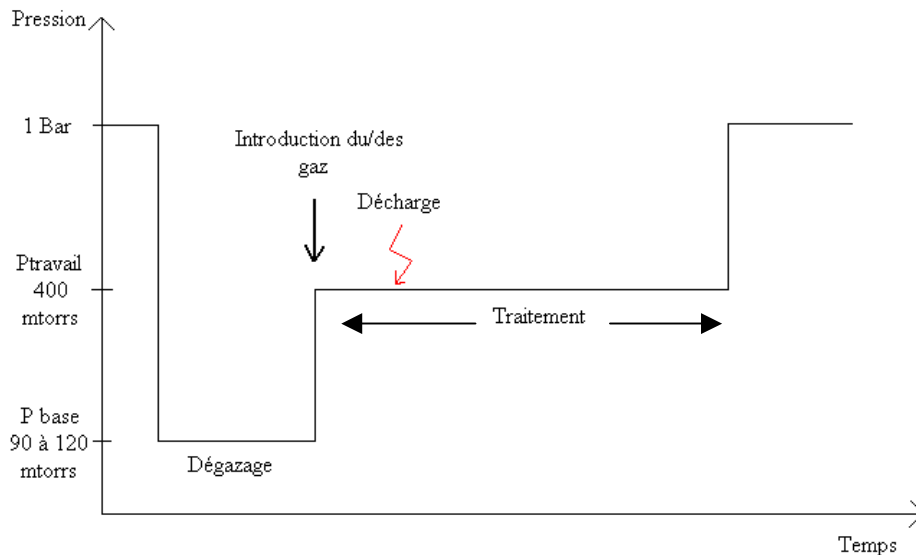 Pression
1 Bar
Introduction du/des
gaz
Décharge
Ptravail
400
mtorrs
Traitement
P base
90 à 120
mtorrs
Dégazage
Temps